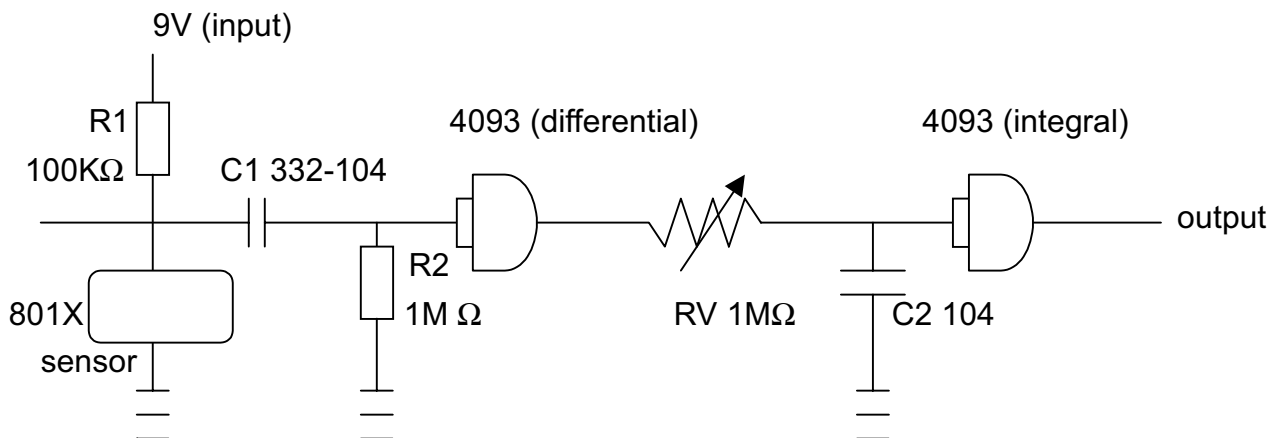 9V (input)
R1
100KΩ
C1 332-104
4093 (differential)
4093 (integral)
output
R2
1M Ω
RV 1MΩ
C2 104
801X
sensor